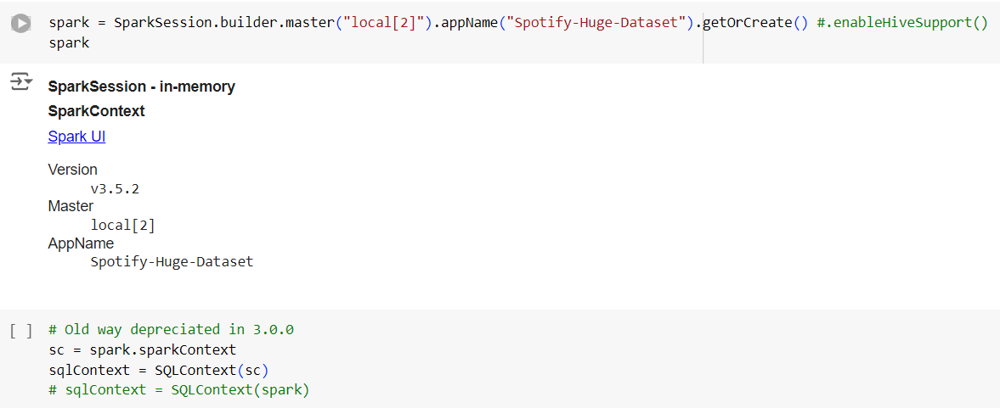 spark = SparkSession.builder.master("local[2]").appName("Spotify-Huge-Dataset").getOrCreate() #.enableHiveSupport()
spark
SparkSession - in-memory
SparkContext
Spark UI
Version
v3.5.2
Master
local[2]
AppName
Spotify-Huge-Dataset
[ ] # Old way depreciated in 3.0.0
sc = spark.sparkContext
sqlContext = SQLContext(sc)
# sqlContext = SQLContext(spark)